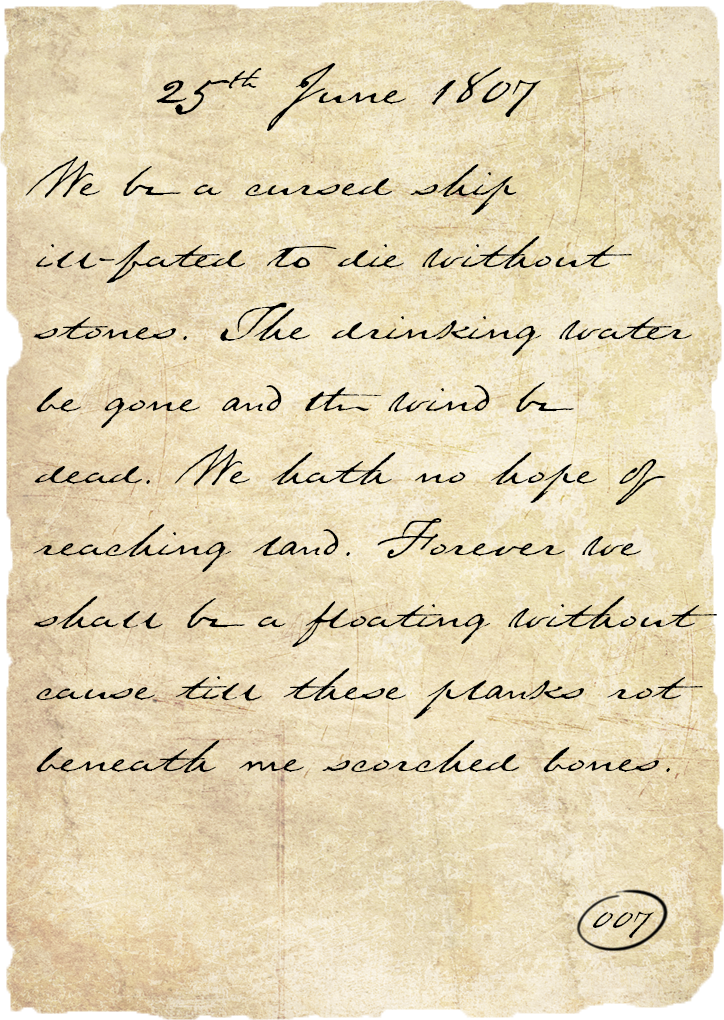 25th June 1807
We be a cursed ship
ill-fated to die without
stones. The drinking water
be gone and the wind be
dead. We hath no hope of
reaching land. Forever we
shall be a floating without
cause till these planks rot
beneath me scorched bones.
007